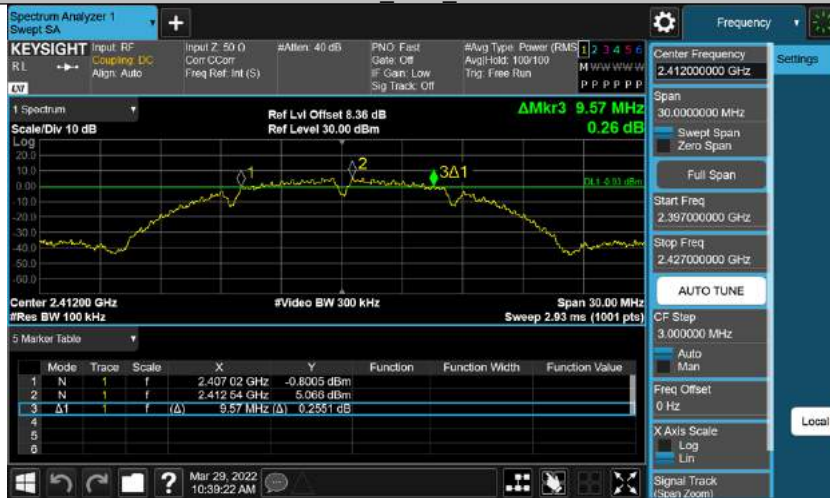 Spectrum Analyzer 1
Swept SA
+
Frequency
KEYSIGHT
RL
Input: RF
Coupling: DC
Align: Auto
Input Z: 50 Ω
Corr CCorr
Freq Ref: Int (S)
#Atten: 40 dB
PNO: Fast
Gate: Off
IF Gain: Low
Sig Track: Off
#Avg Type: Power (RMS
Avg|Hold: 100/100
Trig: Free Run
1 2 3 4 5 6
M W W W W W
P P P P P P
LXI
1 Spectrum
Scale/Div 10 dB
Ref Lvl Offset 8.36 dB
Ref Level 30.00 dBm
ΔMkr3 9.57 MHz
0.26 dB
Log
20.0
10.0
0.00
-10.0
-20.0
-30.0
-40.0
-50.0
-60.0
1
2
3Δ1
DL1 -0.93 dBm
Center 2.41200 GHz
#Res BW 100 kHz
#Video BW 300 kHz
Span 30.00 MHz
Sweep 2.93 ms (1001 pts)
5 Marker Table
Mode Trace Scale X Y Function Function Width Function Value
1 N 1 f 2.407 02 GHz -0.8005 dBm
2 N 1 f 2.412 54 GHz 5.066 dBm
3 Δ1 1 f (Δ) 9.57 MHz (Δ) 0.2551 dB
4
5
6
?
Mar 29, 2022
10:39:22 AM
Center Frequency
2.412000000 GHz
Span
30.0000000 MHz
Swept Span
Zero Span
Full Span
Start Freq
2.397000000 GHz
Stop Freq
2.427000000 GHz
AUTO TUNE
CF Step
3.000000 MHz
Auto
Man
Freq Offset
0 Hz
X Axis Scale
Log
Lin
Signal Track
(Span Zoom)
Settings
Local